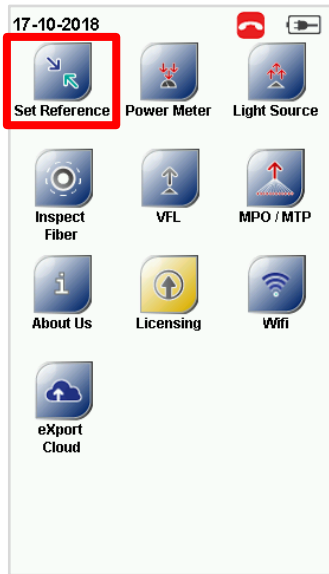 17-10-2018
Set Reference Power Meter Light Source
Inspect Fiber VFL MPO / MTP
About Us Licensing Wifi
eXport
Cloud